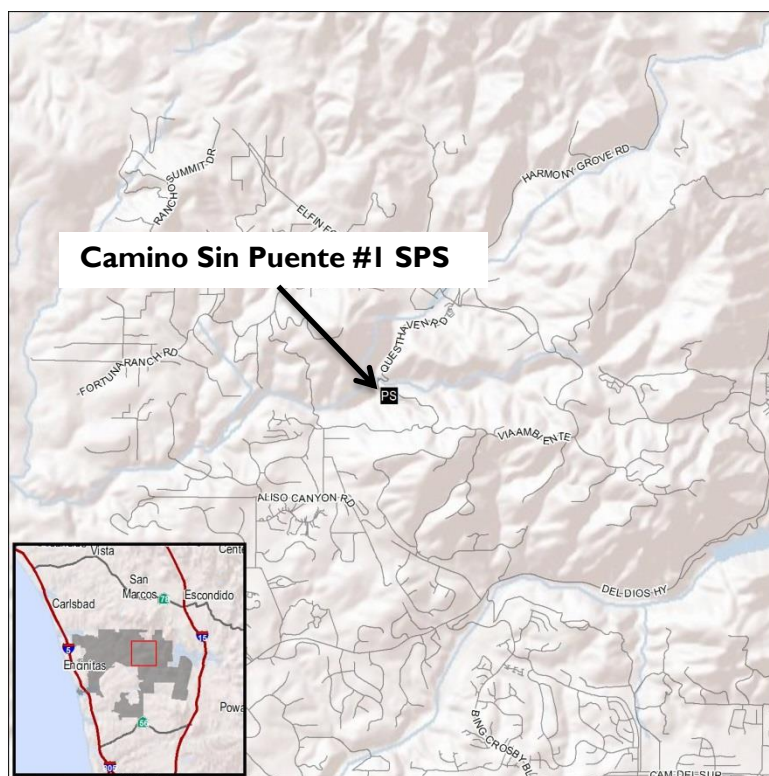 HARMONY GROVE RD
SUMMIT DR
RANCHO
ELFIN FO
Camino Sin Puente #1 SPS
QUESTHAVEN RD
FORTUNA RANCH RD
PS
VIA AMBIENTE
ALISO CANYON RD
DEL DIOS HY
BING CROSBY BL
CAM DEL SUR
Vista
Cente
San
Marcos
78
Escondido
Carlsbad
5
15
Encinitas
Powa
56